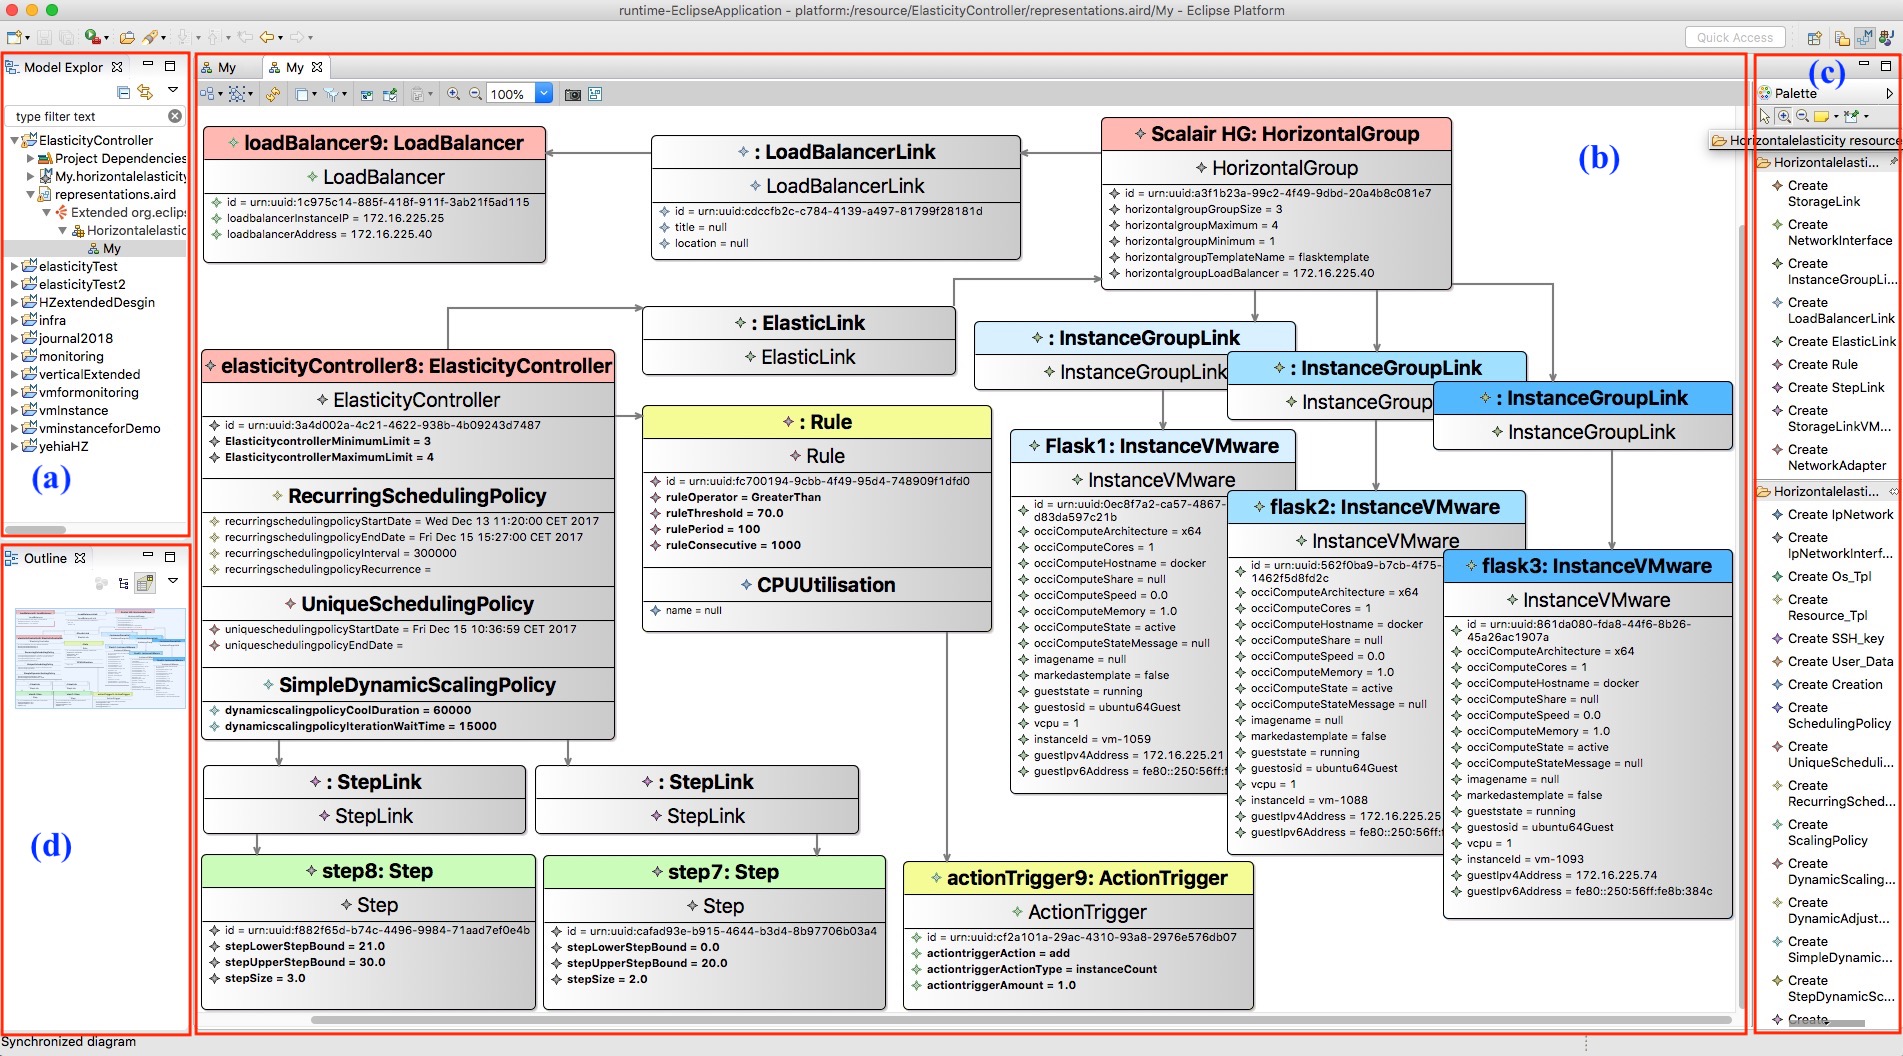 runtime-EclipseApplication - platform:/resource/ElasticityController/representations.aird/My - Eclipse Platform
Quick Access
Model Explor
type filter text
ElasticityController
Project Dependencies
My.horizontalelasticity
representations.aird
Extended org.eclips
Horizontalelastic
My
elasticityTest
elasticityTest2
HZextendedDesgin
infra
journal2018
monitoring
verticalExtended
vmformonitoring
vmInstance
vminstanceforDemo
yehiaHZ
(a)
Outline
(d)
Synchronized diagram
My
My
100%
(b)
loadBalancer9: LoadBalancer
LoadBalancer
id = urn:uuid:1c975c14-885f-418f-911f-3ab21f5ad115
loadbalancerInstanceIP = 172.16.225.25
loadbalancerAddress = 172.16.225.40
: LoadBalancerLink
LoadBalancerLink
id = urn:uuid:cdccfb2c-c784-4139-a497-81799f28181d
title = null
location = null
Scalair HG: HorizontalGroup
HorizontalGroup
id = urn:uuid:a3f1b23a-99c2-4f49-9dbd-20a4b8c081e7
horizontalgroupGroupSize = 3
horizontalgroupMaximum = 4
horizontalgroupMinimum = 1
horizontalgroupTemplateName = flasktemplate
horizontalgroupLoadBalancer = 172.16.225.40
: ElasticLink
ElasticLink
: InstanceGroupLink
InstanceGroupLink
: InstanceGroupLink
InstanceGroup
: InstanceGroupLink
InstanceGroupLink
elasticityController8: ElasticityController
ElasticityController
id = urn:uuid:3a4d002a-4c21-4622-938b-4b09243d7487
ElasticitycontrollerMinimumLimit = 3
ElasticitycontrollerMaximumLimit = 4
RecurringSchedulingPolicy
recurringschedulingpolicyStartDate = Wed Dec 13 11:20:00 CET 2017
recurringschedulingpolicyEndDate = Fri Dec 15 15:27:00 CET 2017
recurringschedulingpolicyInterval = 300000
recurringschedulingpolicyRecurrence =
UniqueSchedulingPolicy
uniqueschedulingpolicyStartDate = Fri Dec 15 10:36:59 CET 2017
uniqueschedulingpolicyEndDate =
SimpleDynamicScalingPolicy
dynamicscalingpolicyCoolDuration = 60000
dynamicscalingpolicyIterationWaitTime = 15000
: Rule
Rule
id = urn:uuid:fc700194-9cbb-4f49-95d4-748909f1dfd0
ruleOperator = GreaterThan
ruleThreshold = 70.0
rulePeriod = 100
ruleConsecutive = 1000
CPUUtilisation
name = null
Flask1: InstanceVMware
InstanceVMware
id = urn:uuid:0ec8f7a2-ca57-4867-
d83da597c21b
occiComputeArchitecture = x64
occiComputeCores = 1
occiComputeHostname = docker
occiComputeShare = null
occiComputeSpeed = 0.0
occiComputeMemory = 1.0
occiComputeState = active
occiComputeStateMessage = null
imagename = null
markedastemplate = false
gueststate = running
guestosid = ubuntu64Guest
vcpu = 1
instanceId = vm-1059
guestIpv4Address = 172.16.225.21
guestIpv6Address = fe80::250:56ff:f
flask2: InstanceVMware
InstanceVMware
id = urn:uuid:562f0ba9-b7cb-4f75-
1462f5d8fd2c
occiComputeArchitecture = x64
occiComputeCores = 1
occiComputeHostname = docker
occiComputeShare = null
occiComputeSpeed = 0.0
occiComputeMemory = 1.0
occiComputeState = active
occiComputeStateMessage = null
imagename = null
markedastemplate = false
gueststate = running
guestosid = ubuntu64Guest
vcpu = 1
instanceId = vm-1088
guestIpv4Address = 172.16.225.25
guestIpv6Address = fe80::250:56ff:
flask3: InstanceVMware
InstanceVMware
id = urn:uuid:861da080-fda8-44f6-8b26-
45a26ac1907a
occiComputeArchitecture = x64
occiComputeCores = 1
occiComputeHostname = docker
occiComputeShare = null
occiComputeSpeed = 0.0
occiComputeMemory = 1.0
occiComputeState = active
occiComputeStateMessage = null
imagename = null
markedastemplate = false
gueststate = running
guestosid = ubuntu64Guest
vcpu = 1
instanceId = vm-1093
guestIpv4Address = 172.16.225.74
guestIpv6Address = fe80::250:56ff:fe8b:384c
: StepLink
StepLink
: StepLink
StepLink
step8: Step
Step
id = urn:uuid:f882f65d-b74c-4496-9984-71aad7ef0e4b
stepLowerStepBound = 21.0
stepUpperStepBound = 30.0
stepSize = 3.0
step7: Step
Step
id = urn:uuid:cafad93e-b915-4644-b3d4-8b97706b03a4
stepLowerStepBound = 0.0
stepUpperStepBound = 20.0
stepSize = 2.0
actionTrigger9: ActionTrigger
ActionTrigger
id = urn:uuid:cf2a101a-29ac-4310-93a8-2976e576db07
actiontriggerAction = add
actiontriggerActionType = instanceCount
actiontriggerAmount = 1.0
(c)
Palette
Horizontalelasticity resource
Horizontalelasti...
Create
StorageLink
Create
NetworkInterface
Create
InstanceGroupLi...
Create
LoadBalancerLink
Create ElasticLink
Create Rule
Create StepLink
Create
StorageLinkVM...
Create
NetworkAdapter
Horizontalelasti...
Create IpNetwork
Create
IpNetworkInterf...
Create Os_Tpl
Create
Resource_Tpl
Create SSH_key
Create User_Data
Create Creation
Create
SchedulingPolicy
Create
UniqueScheduli...
Create
RecurringSched...
Create
ScalingPolicy
Create
DynamicScaling...
Create
DynamicAdjust...
Create
SimpleDynamic...
Create
StepDynamicSc...
Create